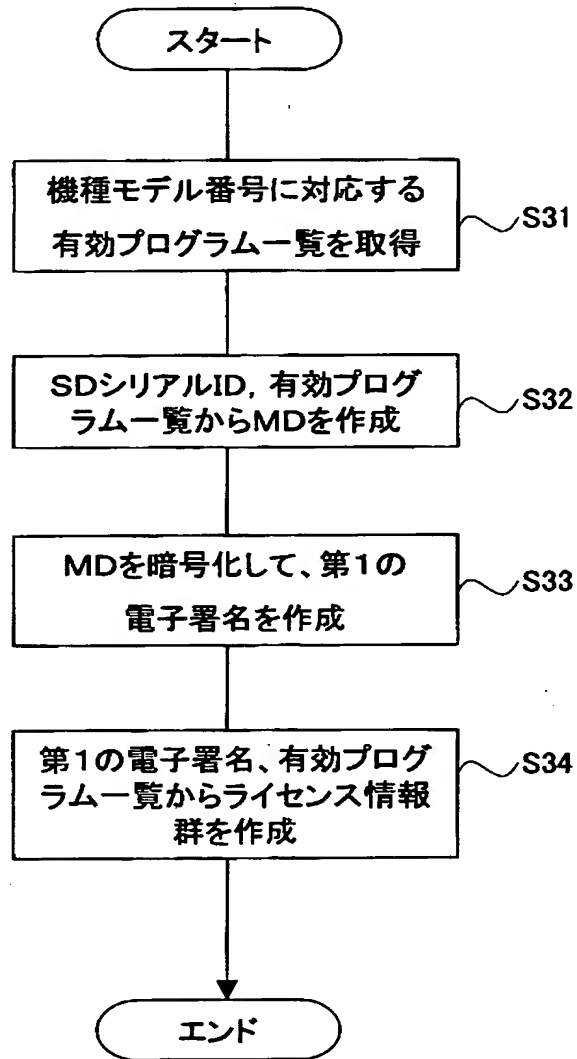 スタート
機種モデル番号に対応する
有効プログラム一覧を取得
S31
SDシリアルID, 有効プログ
ラム一覧からMDを作成
S32
MDを暗号化して、第1の
電子署名を作成
S33
第1の電子署名、有効プログ
ラム一覧からライセンス情報
群を作成
S34
エンド